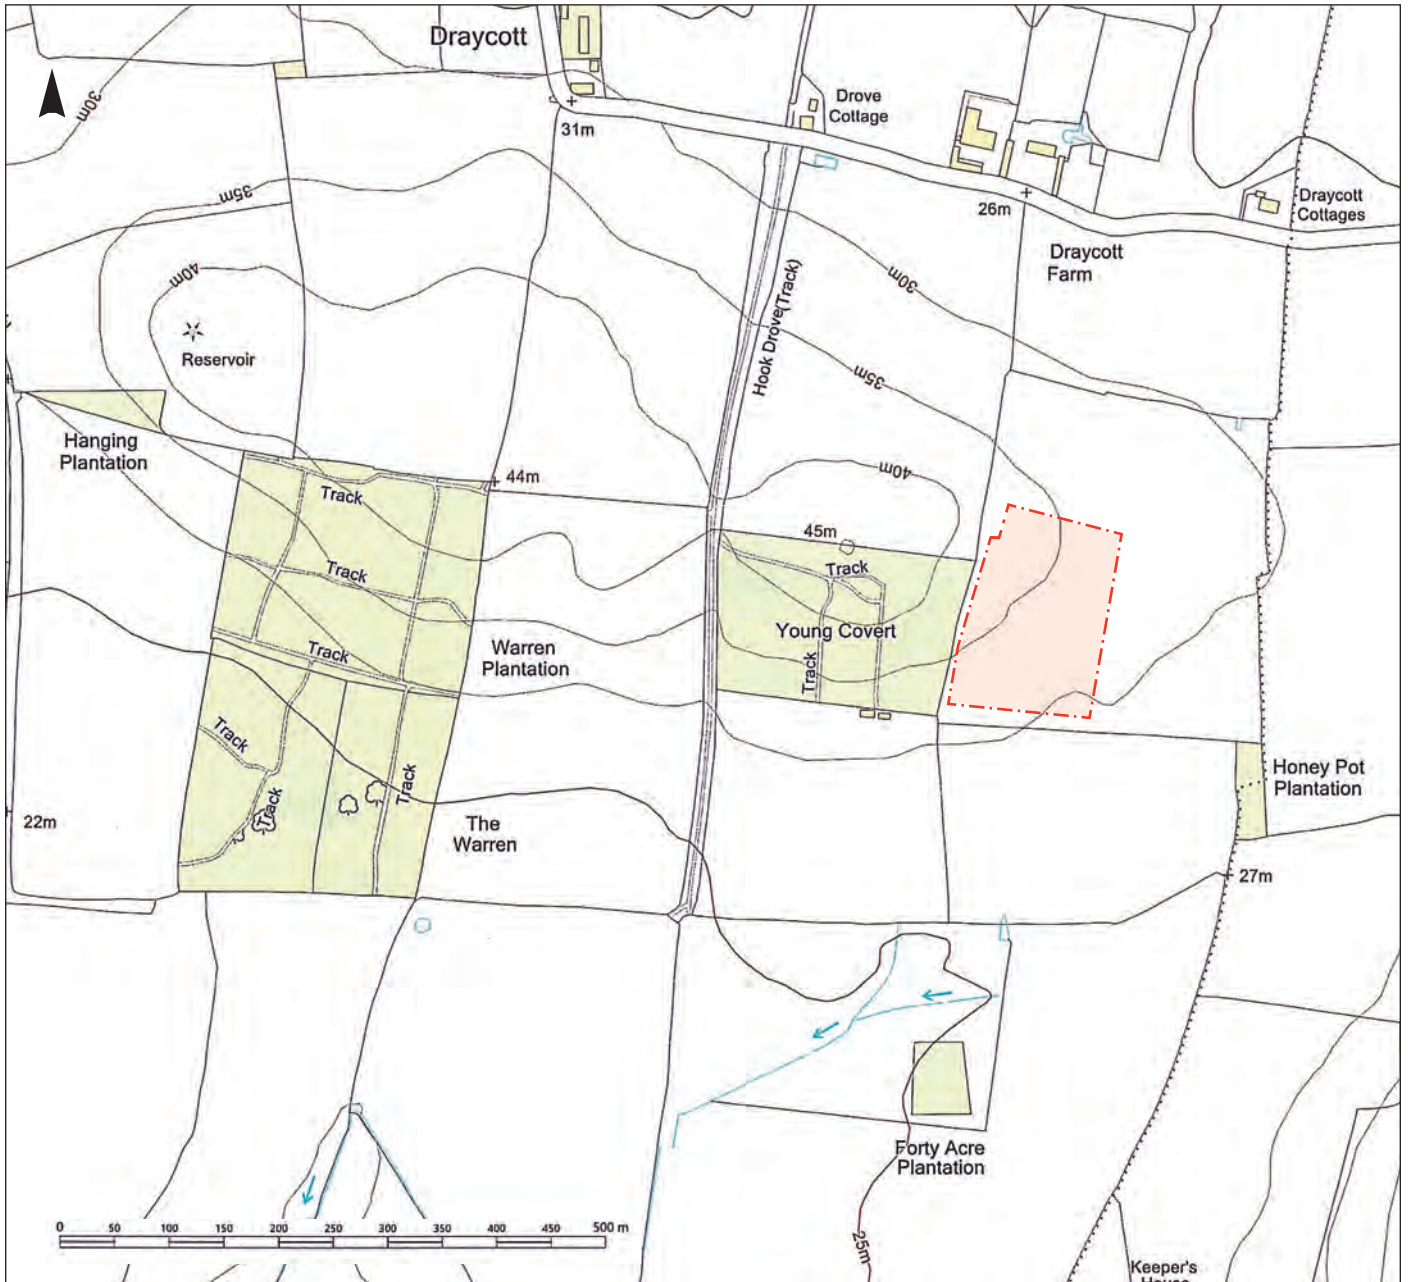 Draycott
30m
31m
Drove
Cottage
26m
Draycott
Cottages
Draycott
Farm
35m
40m
Reservoir
30m
Hook Drove(Track)
35m
Hanging
Plantation
Track
44m
40m
45m
Track
Track
Young Covert
Track
Warren
Plantation
Track
Track
Track
Track
Honey Pot
Plantation
22m
The
Warren
27m
Forty Acre
Plantation
25m
0 50 100 150 200 250 300 350 400 450 500 m
Keeper's
House